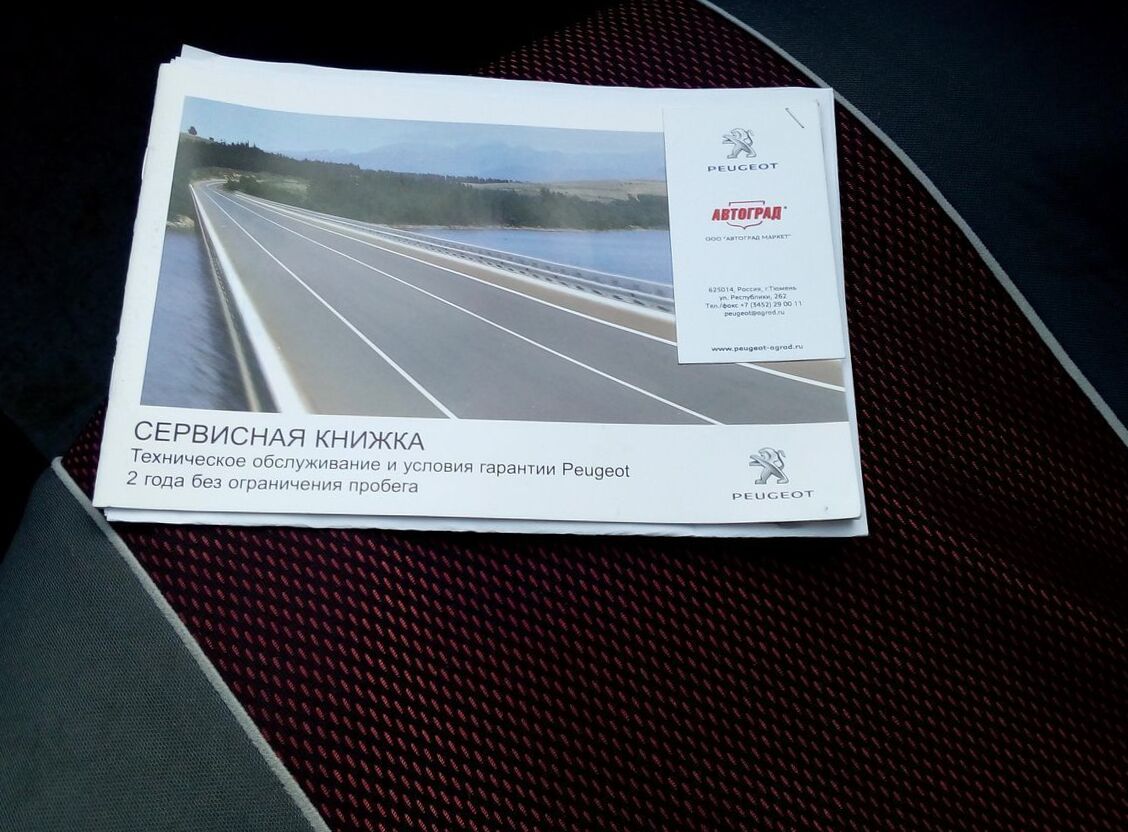 PEUGEOT
АВТОГРАД®
ООО "АВТОГРАД МАРКЕТ"
625014, Россия, г.Тюмень
ул. Республики, 262
Тел./факс +7 (3452) 29 00 11
peugeot@agrad.ru
www.peugeot-agrad.ru
СЕРВИСНАЯ КНИЖКА
Техническое обслуживание и условия гарантии Peugeot
2 года без ограничения пробега
PEUGEOT